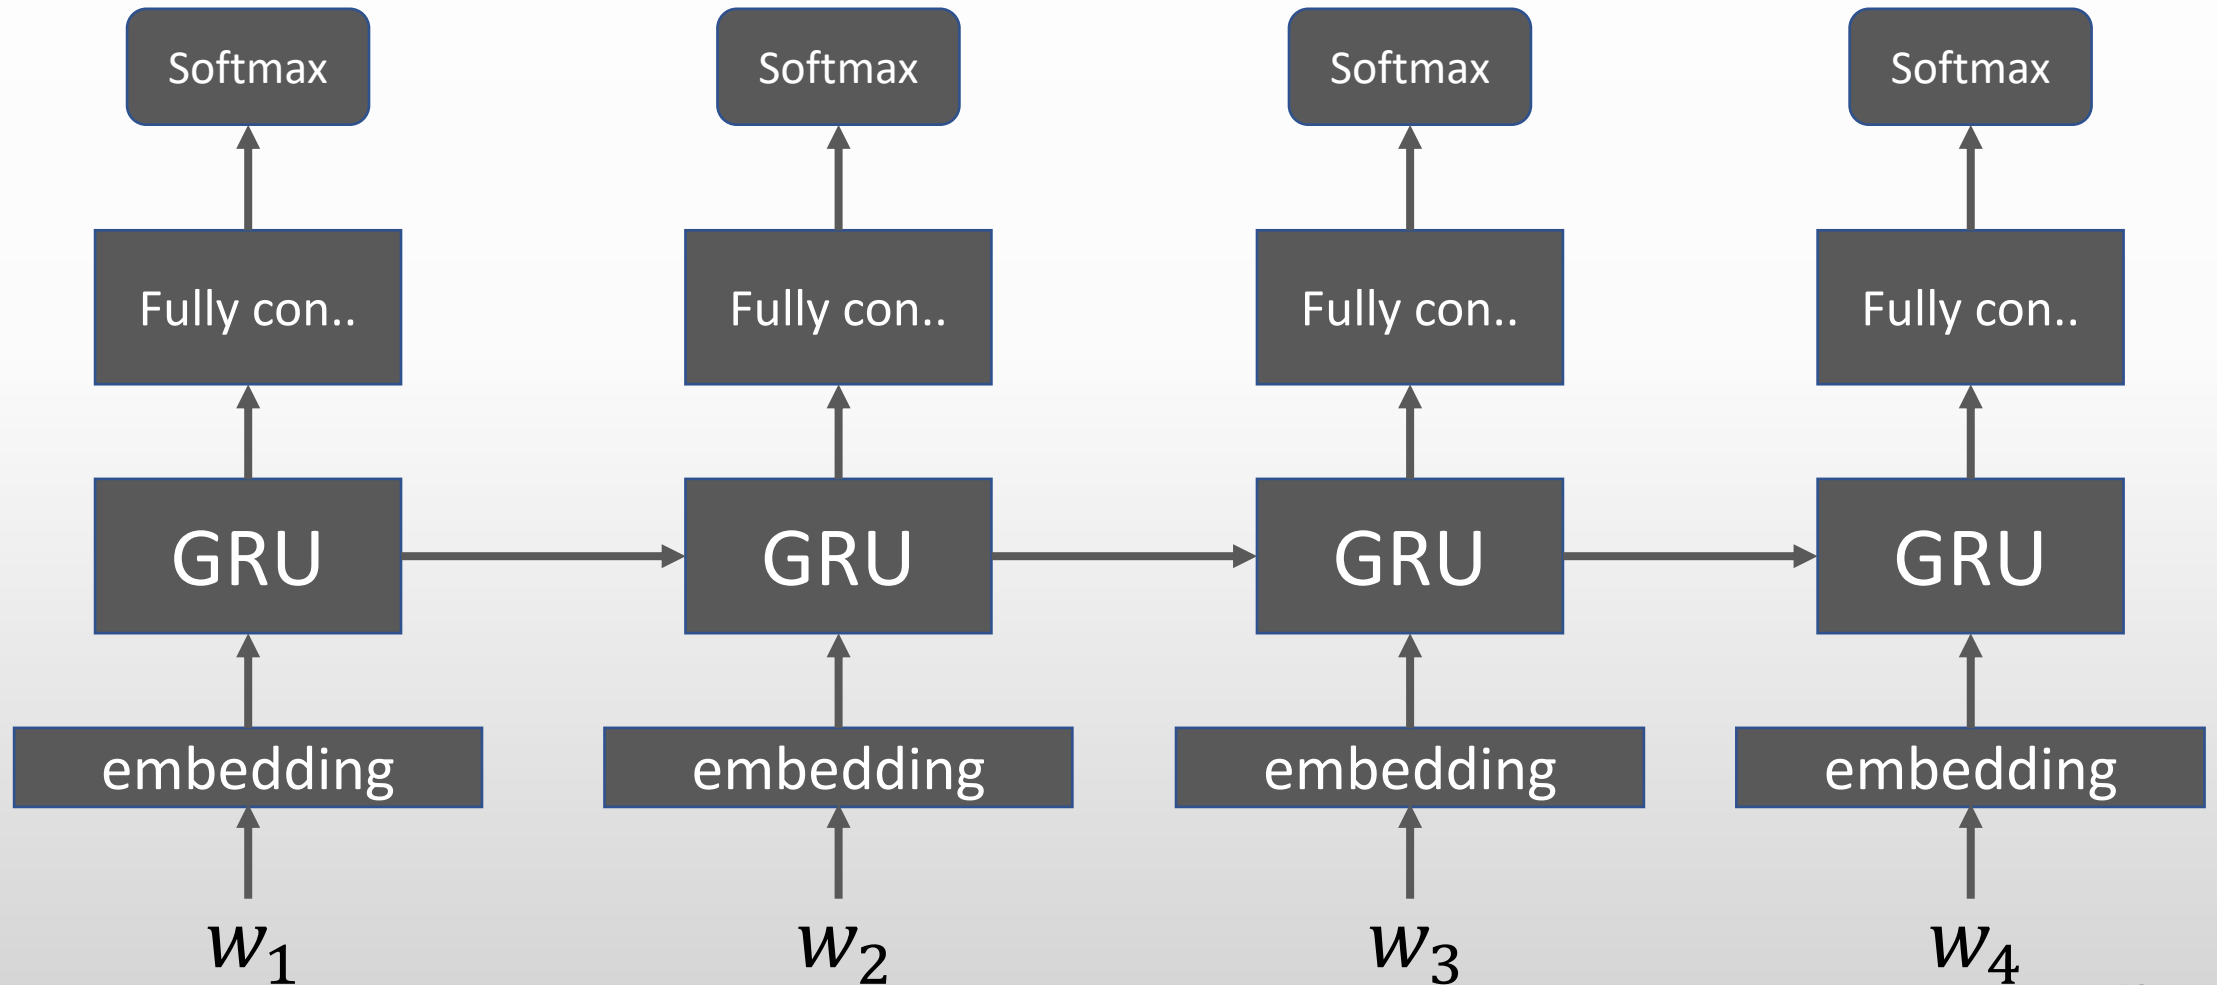 Softmax Softmax Softmax Softmax
Fully con.. Fully con.. Fully con.. Fully con..
GRU GRU GRU GRU
embedding embedding embedding embedding
w₁ w₂ w₃ w₄